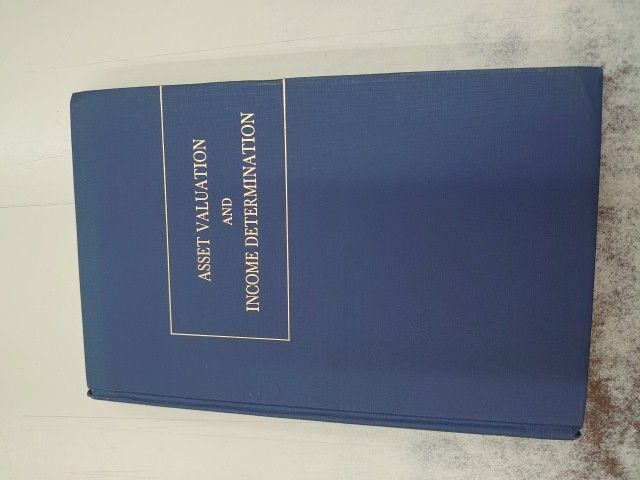 ASSET VALUATION
AND
INCOME DETERMINATION